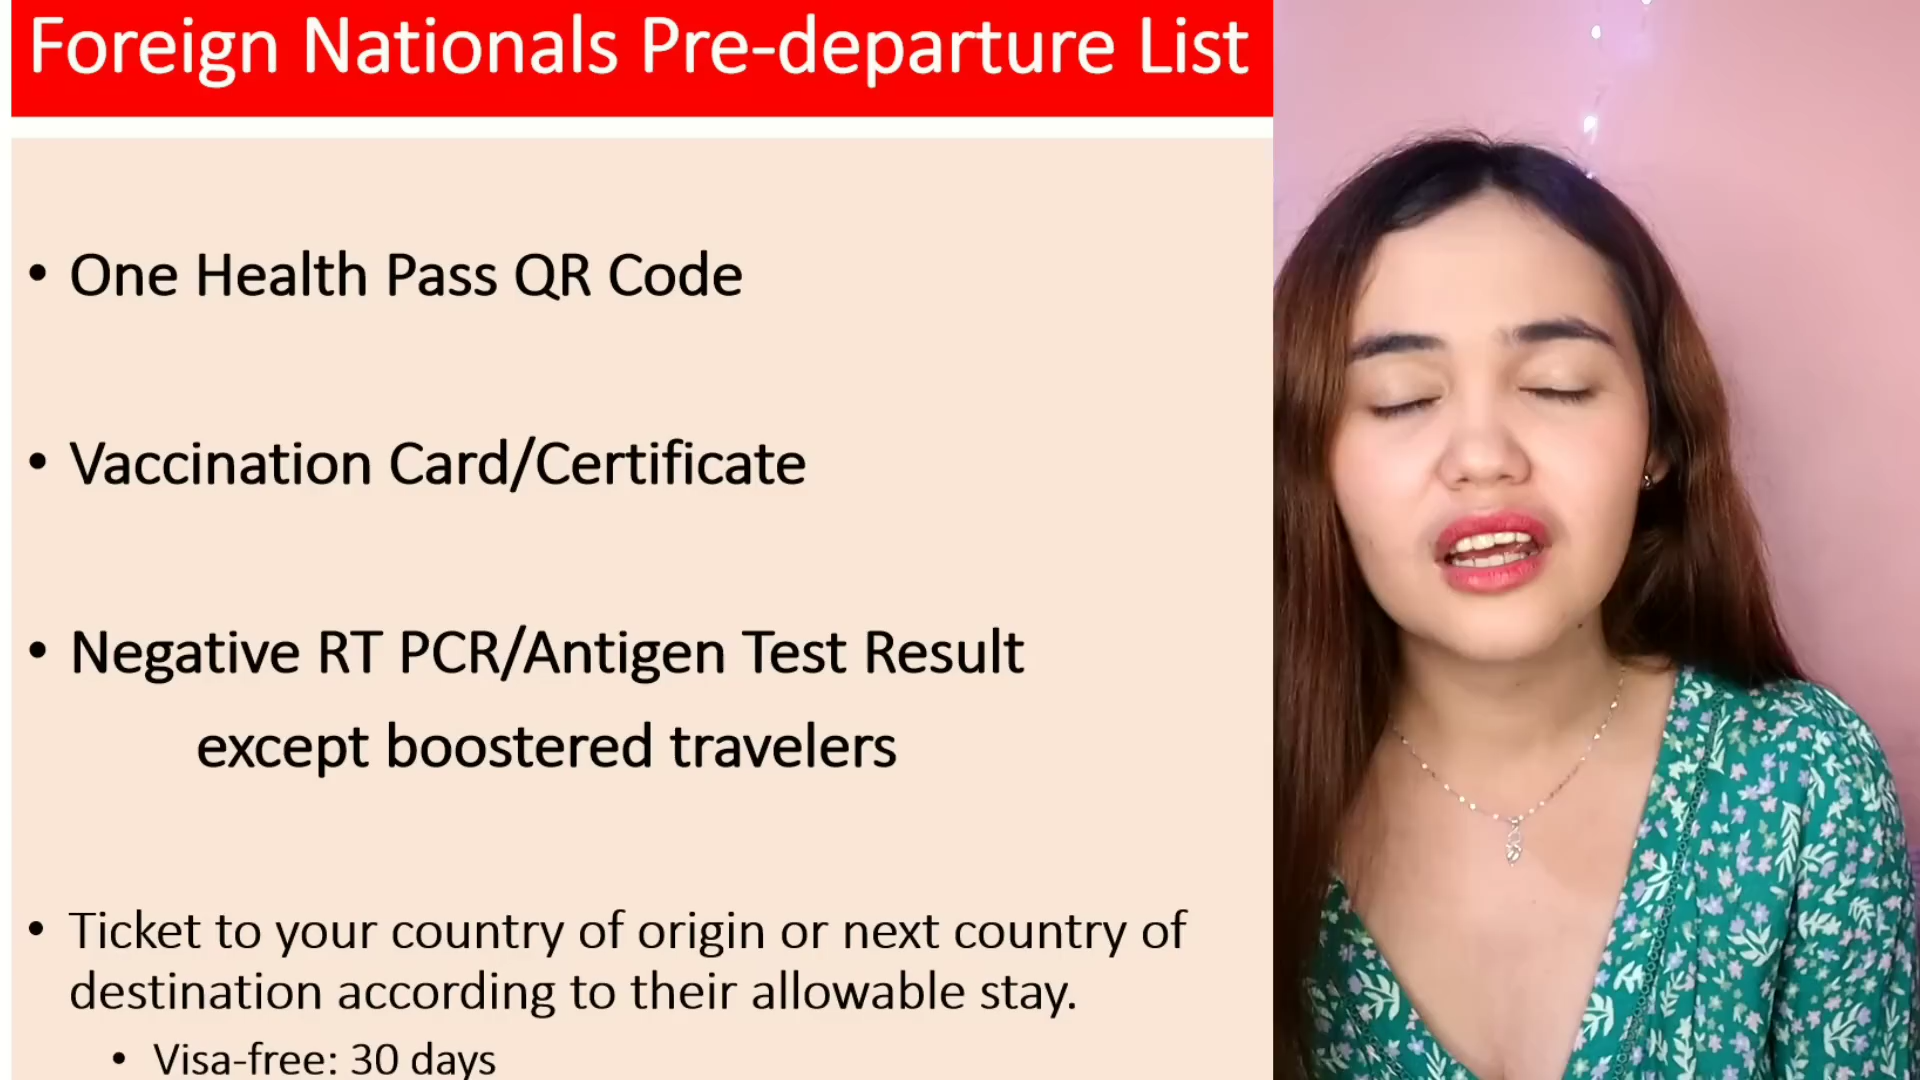 Foreign Nationals Pre-departure List
• One Health Pass QR Code
• Vaccination Card/Certificate
• Negative RT PCR/Antigen Test Result
except boostered travelers
• Ticket to your country of origin or next country of
destination according to their allowable stay.
• Visa-free: 30 days